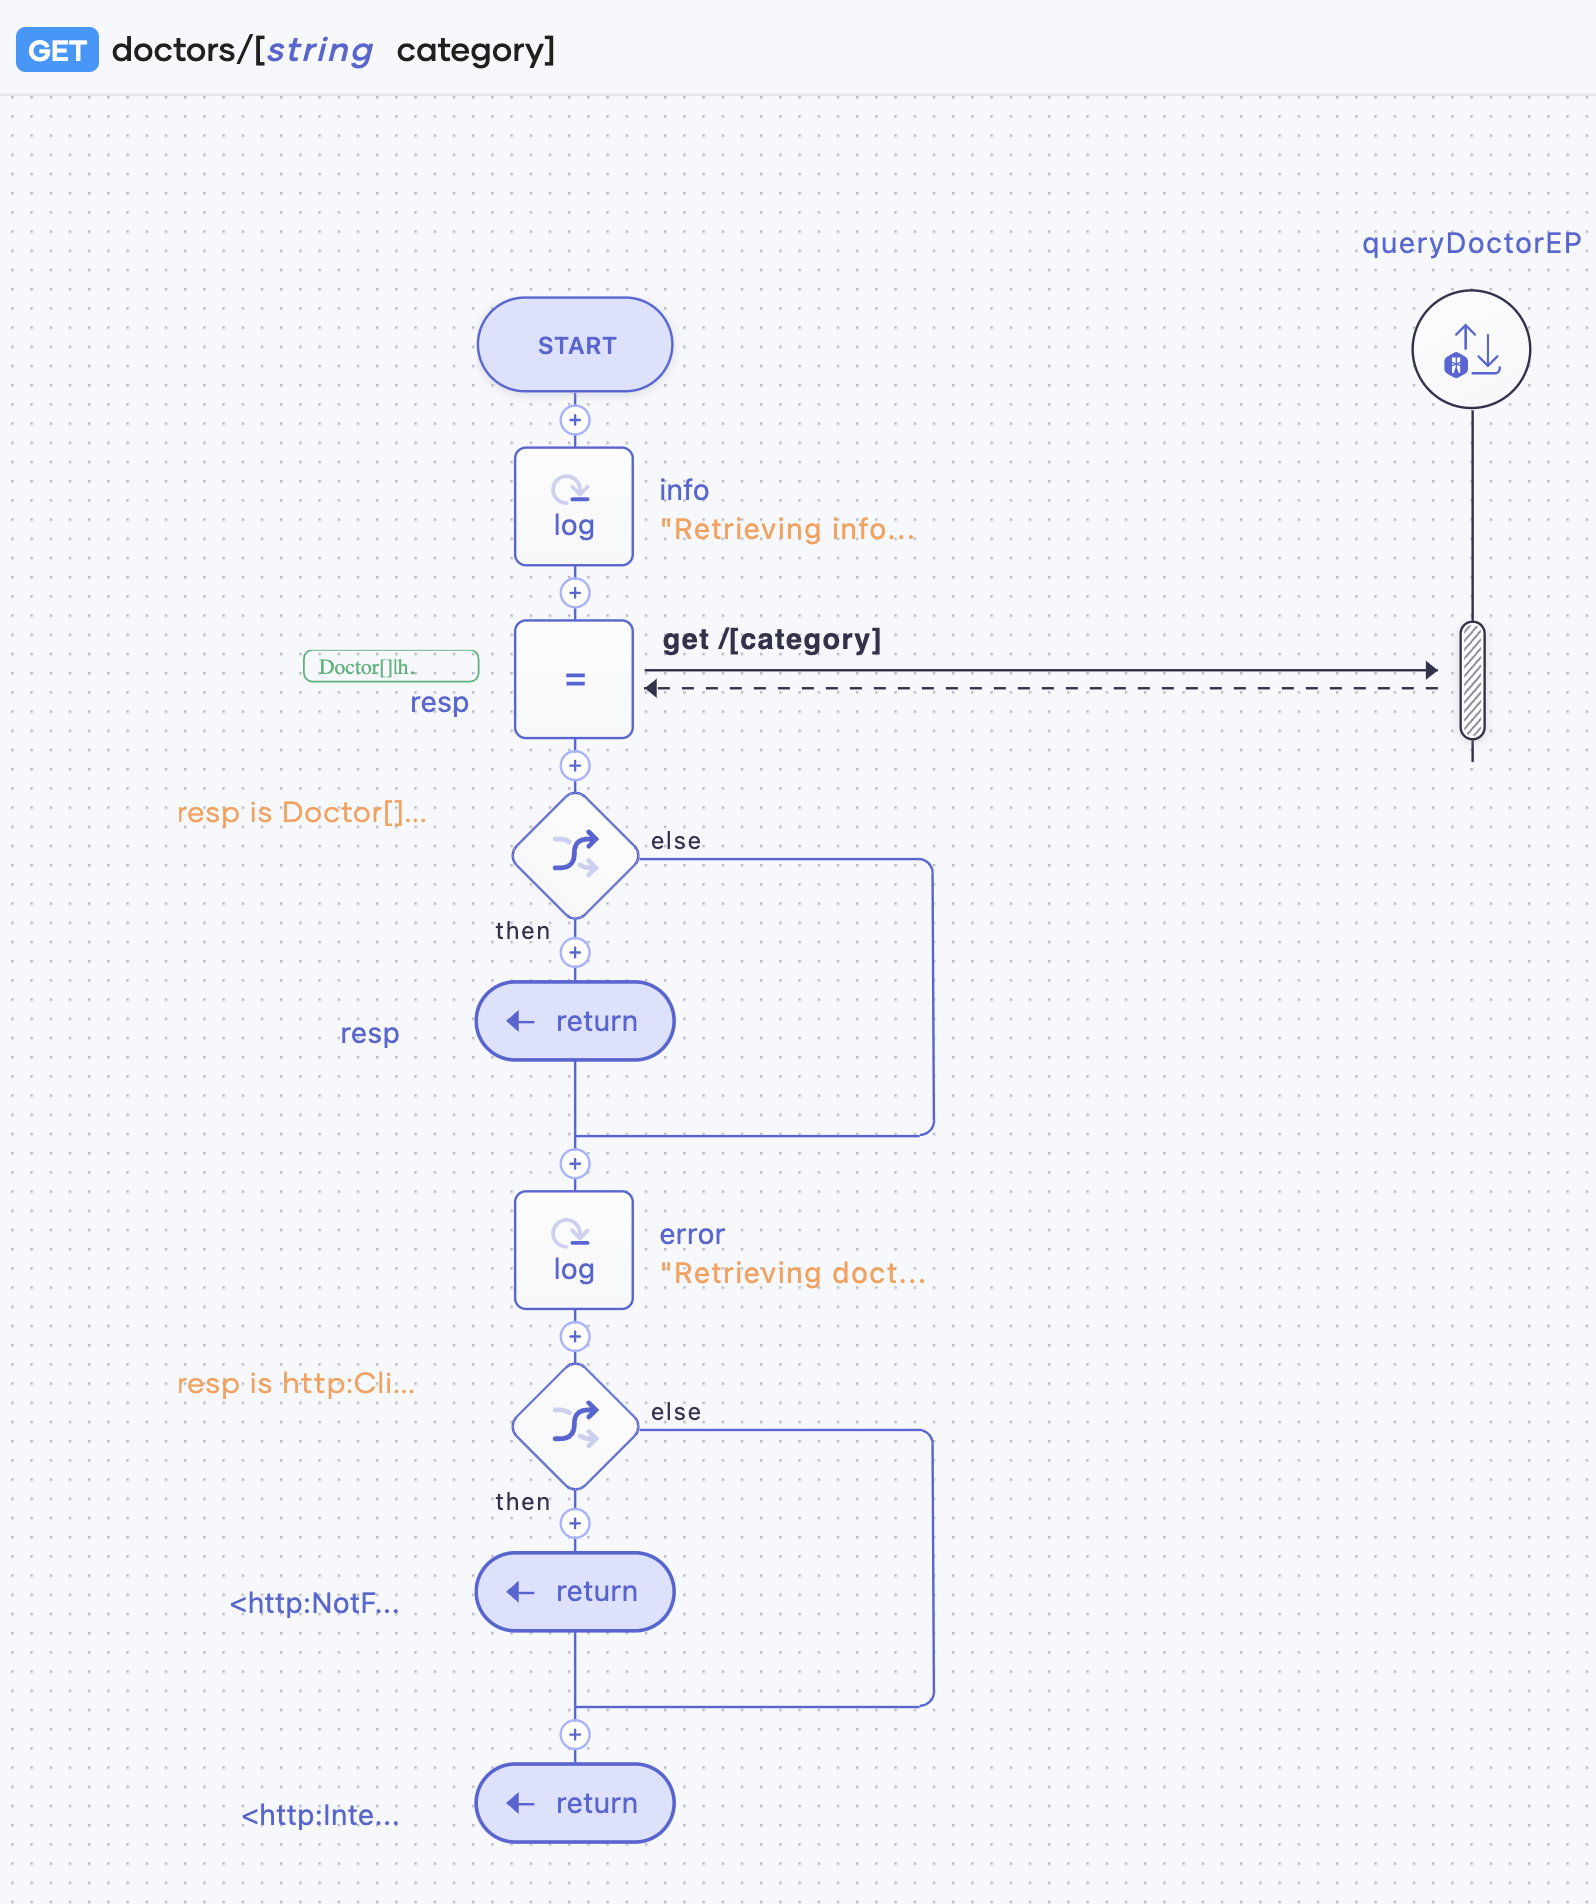 GET doctors/[string category]
queryDoctorEP
START
log
info
"Retrieving info...
Doctor[]|h.
resp
=
get /[category]
resp is Doctor[]...
else
then
resp
return
log
error
"Retrieving doct...
resp is http:Cli...
else
then
<http:NotF...
return
<http:Inte...
return